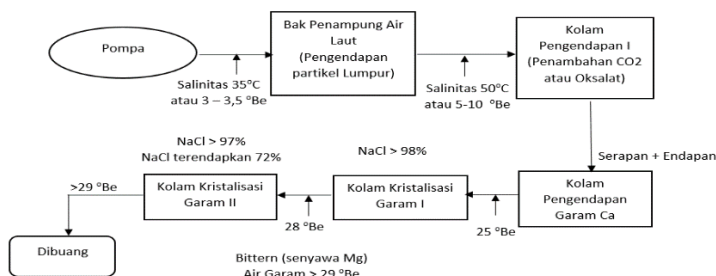 Pompa
Salinitas 35°C
atau 3 – 3,5 °Be
Bak Penampung Air
Laut
(Pengendapan
partikel Lumpur)
Salinitas 50°C
atau 5-10 °Be
Kolam
Pengendapan I
(Penambahan CO2
atau Oksalat)
Serapan + Endapan
Kolam
Pengendapan
Garam Ca
25 °Be
NaCl > 98%
Kolam Kristalisasi
Garam I
28 °Be
NaCl > 97%
NaCl terendapkan 72%
Kolam Kristalisasi
Garam II
>29 °Be
Dibuang
Bittern (senyawa Mg)
Air Garam > 29 °Be